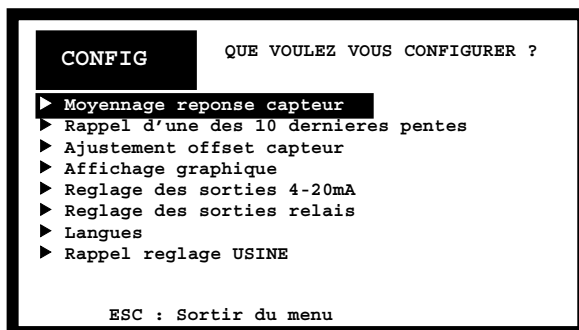 CONFIG
QUE VOULEZ VOUS CONFIGURER ?
Moyennage reponse capteur
Rappel d'une des 10 dernieres pentes
Ajustement offset capteur
Affichage graphique
Reglage des sorties 4-20mA
Reglage des sorties relais
Langues
Rappel reglage USINE
ESC : Sortir du menu